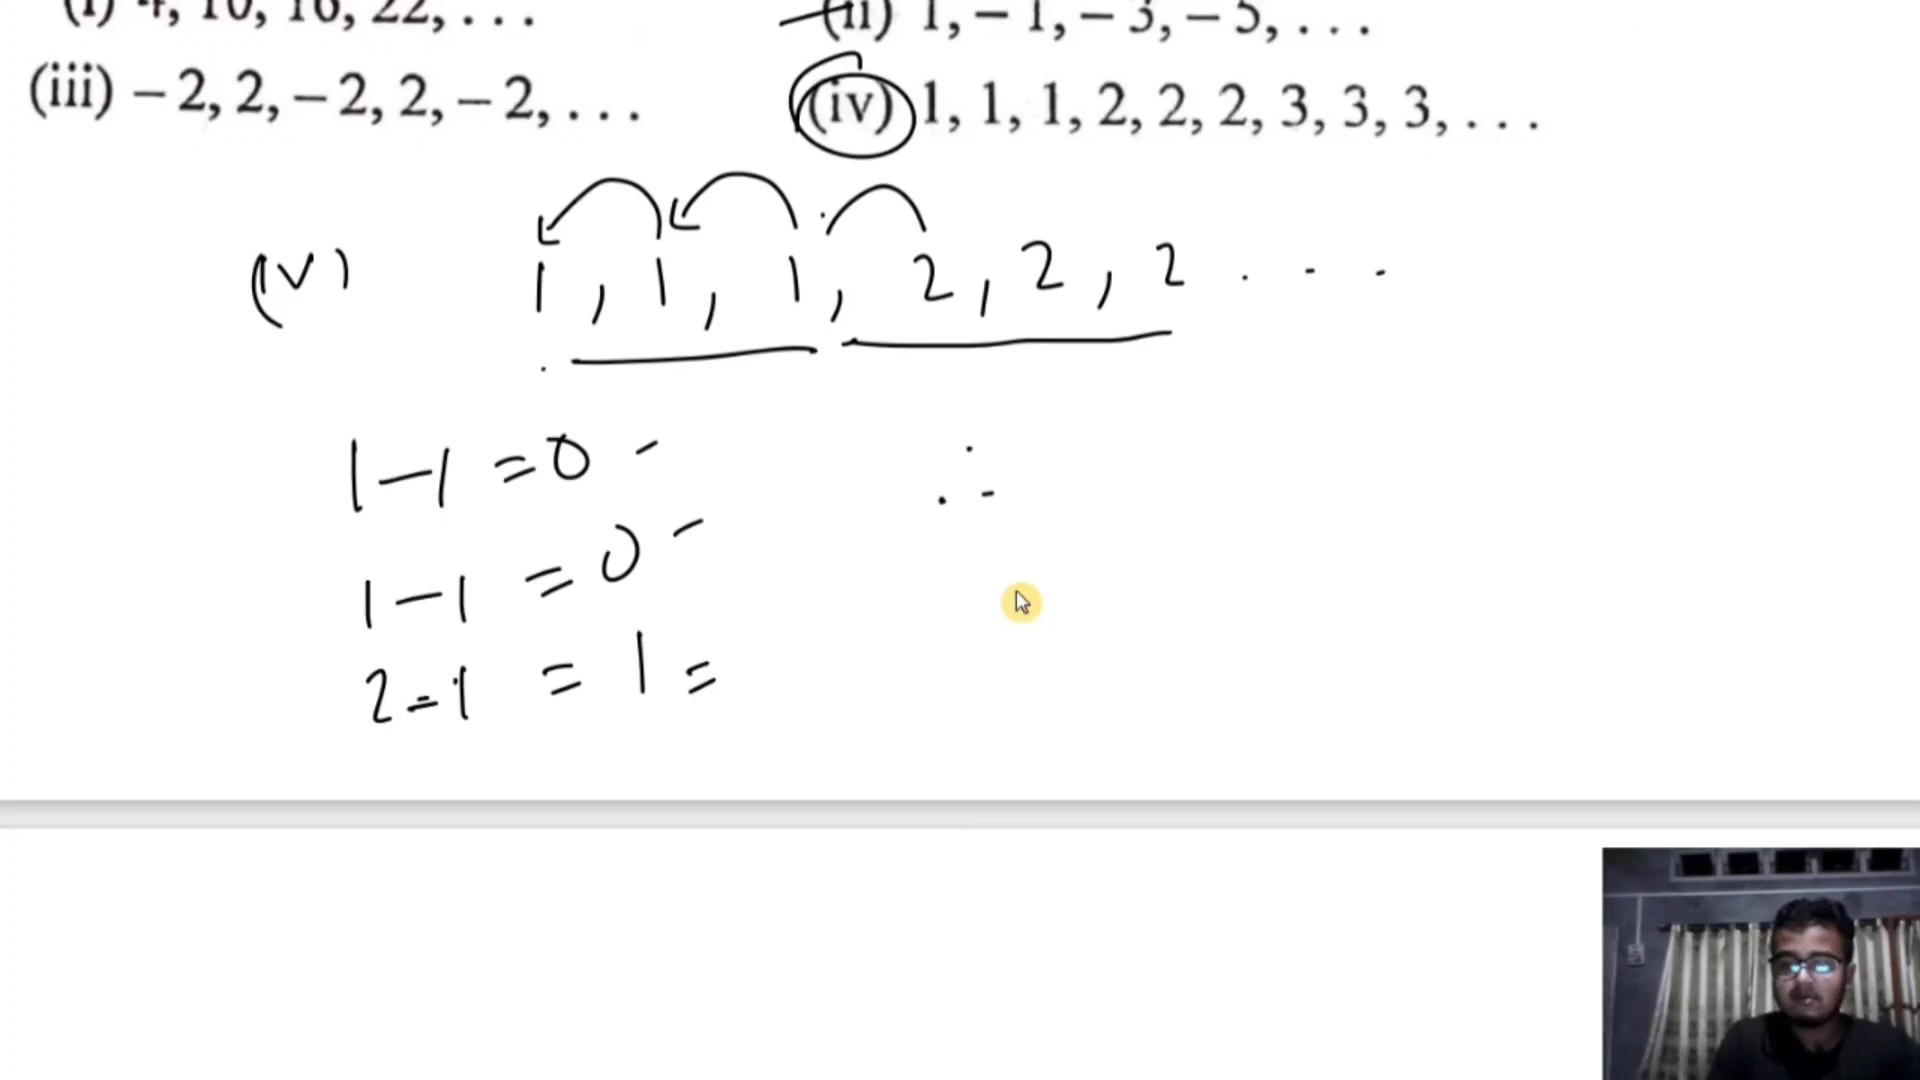 (i) 4, 10, 16, 22, . . . (ii) 1, – 1, – 3, – 5, . . .
(iii) – 2, 2, – 2, 2, – 2, . . . (iv) 1, 1, 1, 2, 2, 2, 3, 3, 3, . . .
(iv) 1, 1, 1, 2, 2, 2 . . .
1 – 1 = 0 -
∴
1 – 1 = 0 -
2 – 1 = 1 =